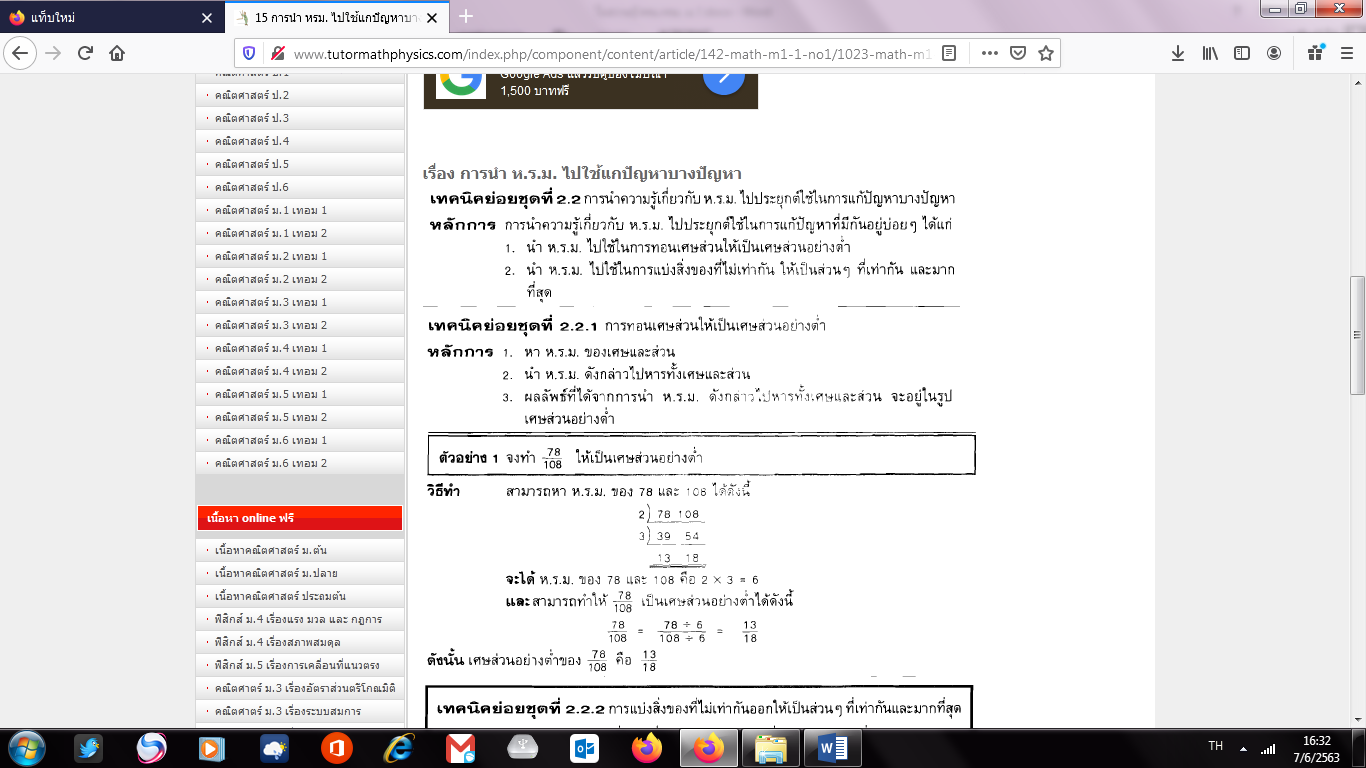 แท็บใหม่
15 การนำ หรม. ไปใช้แก้ปัญหาบาง
www.tutormathphysics.com/index.php/component/content/article/142-math-m1-1-no1/1023-math-m1
1,500 บาทฟรี
คณิตศาสตร์ ป.2
คณิตศาสตร์ ป.3
คณิตศาสตร์ ป.4
คณิตศาสตร์ ป.5
คณิตศาสตร์ ป.6
คณิตศาสตร์ ม.1 เทอม 1
คณิตศาสตร์ ม.1 เทอม 2
คณิตศาสตร์ ม.2 เทอม 1
คณิตศาสตร์ ม.2 เทอม 2
คณิตศาสตร์ ม.3 เทอม 1
คณิตศาสตร์ ม.3 เทอม 2
คณิตศาสตร์ ม.4 เทอม 1
คณิตศาสตร์ ม.4 เทอม 2
คณิตศาสตร์ ม.5 เทอม 1
คณิตศาสตร์ ม.5 เทอม 2
คณิตศาสตร์ ม.6 เทอม 1
คณิตศาสตร์ ม.6 เทอม 2
เนื้อหา online ฟรี
เนื้อหาคณิตศาสตร์ ม.ต้น
เนื้อหาคณิตศาสตร์ ม.ปลาย
เนื้อหาคณิตศาสตร์ ประถมต้น
ฟิสิกส์ ม.4 เรื่องแรง มวล และ กฎการ
ฟิสิกส์ ม.4 เรื่องสภาพสมดุล
ฟิสิกส์ ม.5 เรื่องการเคลื่อนที่แนวตรง
คณิตศาตร์ ม.3 เรื่องอัตราส่วนตรีโกณมิติ
คณิตศาตร์ ม.3 เรื่องระบบสมการ
เรื่อง การนำ ห.ร.ม. ไปใช้แกปัญหาบางปัญหา
เทคนิคย่อยชุดที่ 2.2 การนำความรู้เกี่ยวกับ ห.ร.ม. ไปประยุกต์ใช้ในการแก้ปัญหาบางปัญหา
หลักการ การนำความรู้เกี่ยวกับ ห.ร.ม. ไปประยุกต์ใช้ในการแก้ปัญหาที่มีกันอยู่บ่อยๆ ได้แก่
1. นำ ห.ร.ม. ไปใช้ในการทอนเศษส่วนให้เป็นเศษส่วนอย่างต่ำ
2. นำ ห.ร.ม. ไปใช้ในการแบ่งสิ่งของที่ไม่เท่ากัน ให้เป็นส่วนๆ ที่เท่ากัน และมาก
ที่สุด
เทคนิคย่อยชุดที่ 2.2.1 การทอนเศษส่วนให้เป็นเศษส่วนอย่างต่ำ
หลักการ 1. หา ห.ร.ม. ของเศษและส่วน
2. นำ ห.ร.ม. ดังกล่าวไปหารทั้งเศษและส่วน
3. ผลลัพธ์ที่ได้จากการนำ ห.ร.ม. ดังกล่าวไปหารทั้งเศษและส่วน จะอยู่ในรูป
เศษส่วนอย่างต่ำ
ตัวอย่าง 1 จงทำ 78/108 ให้เป็นเศษส่วนอย่างต่ำ
วิธีทำ สามารถหา ห.ร.ม. ของ 78 และ 108 ได้ดังนี้
2) 78 108
3) 39 54
13 18
จะได้ ห.ร.ม. ของ 78 และ 108 คือ 2 × 3 = 6
และสามารถทำให้ 78/108 เป็นเศษส่วนอย่างต่ำได้ดังนี้
78/108 = 78 ÷ 6/108 ÷ 6 = 13/18
ดังนั้น เศษส่วนอย่างต่ำของ 78/108 คือ 13/18
เทคนิคย่อยชุดที่ 2.2.2 การแบ่งสิ่งของที่ไม่เท่ากันออกให้เป็นส่วนๆ ที่เท่ากันและมากที่สุด
TH
16:32
7/6/2563